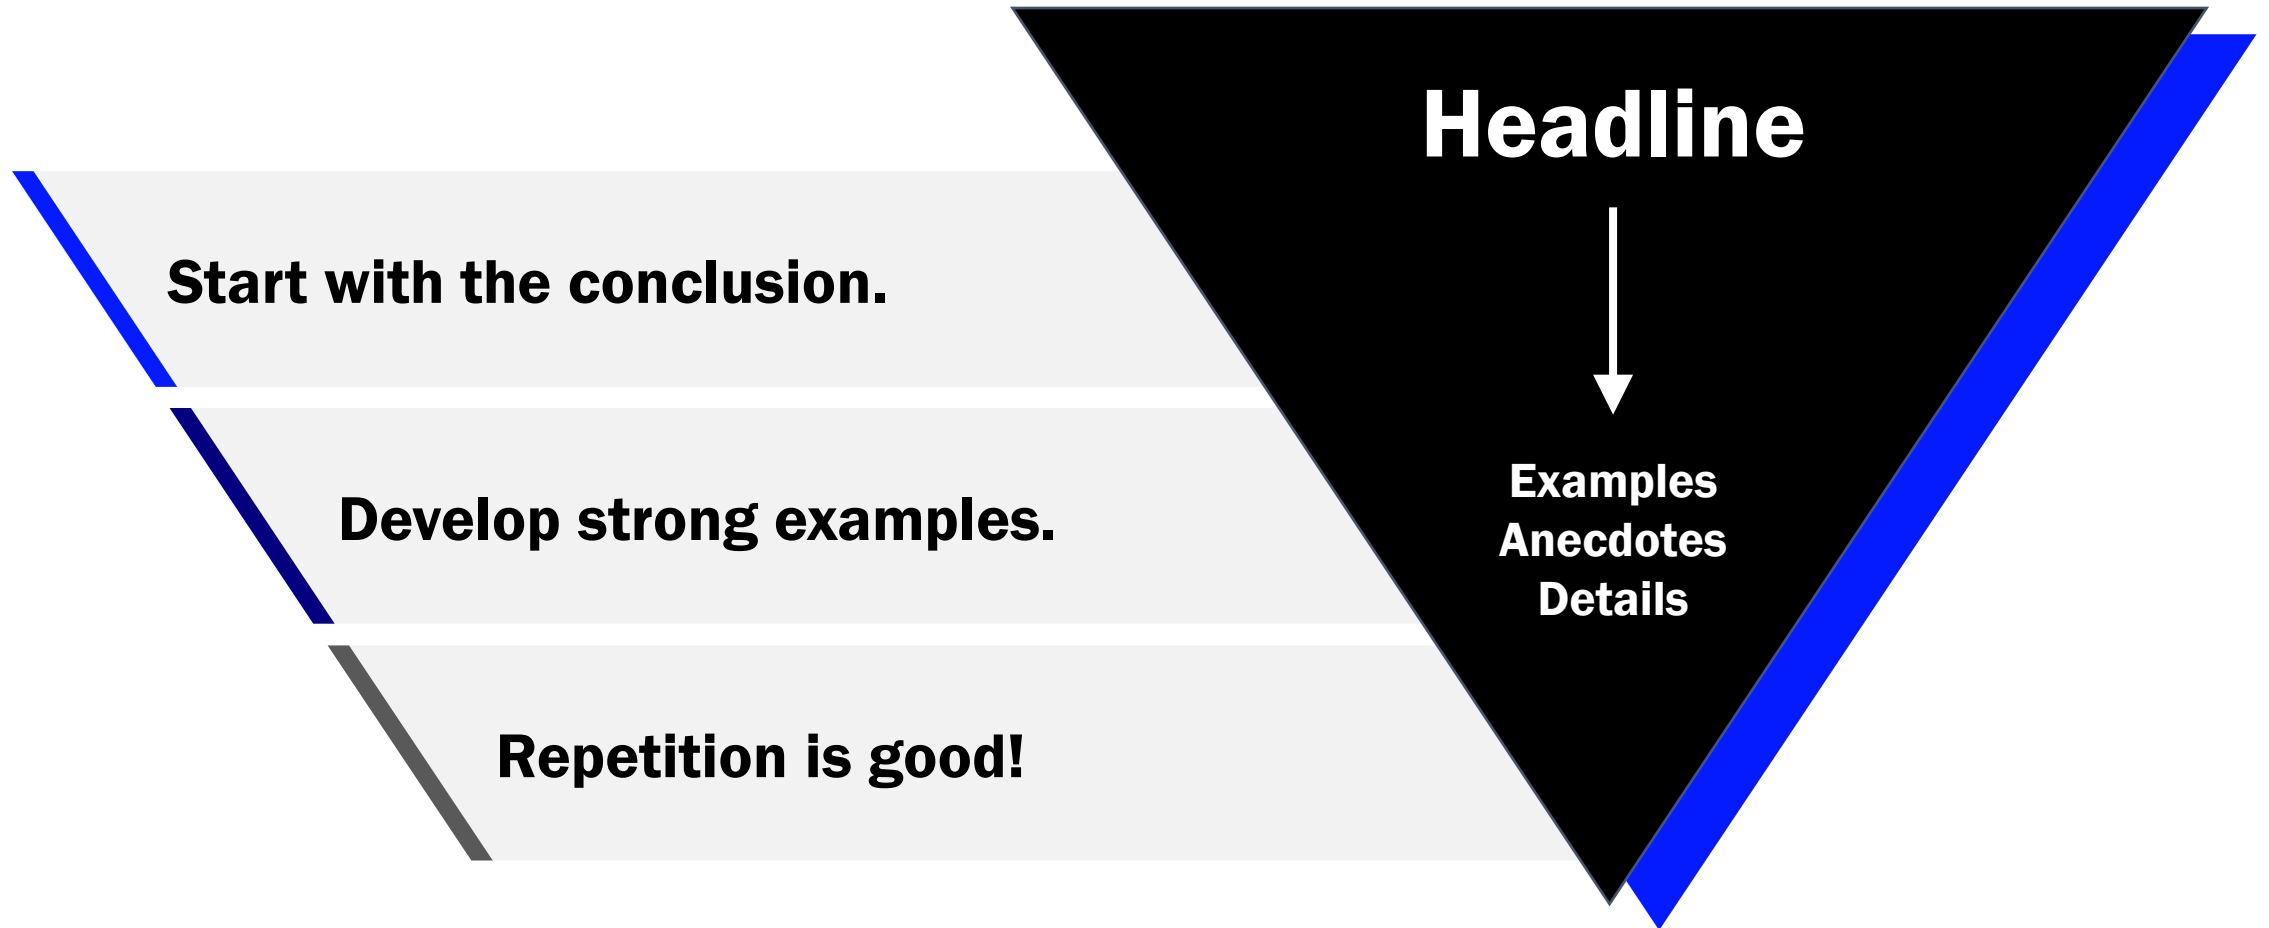 Headline
Start with the conclusion.
Develop strong examples.
Examples
Anecdotes
Details
Repetition is good!